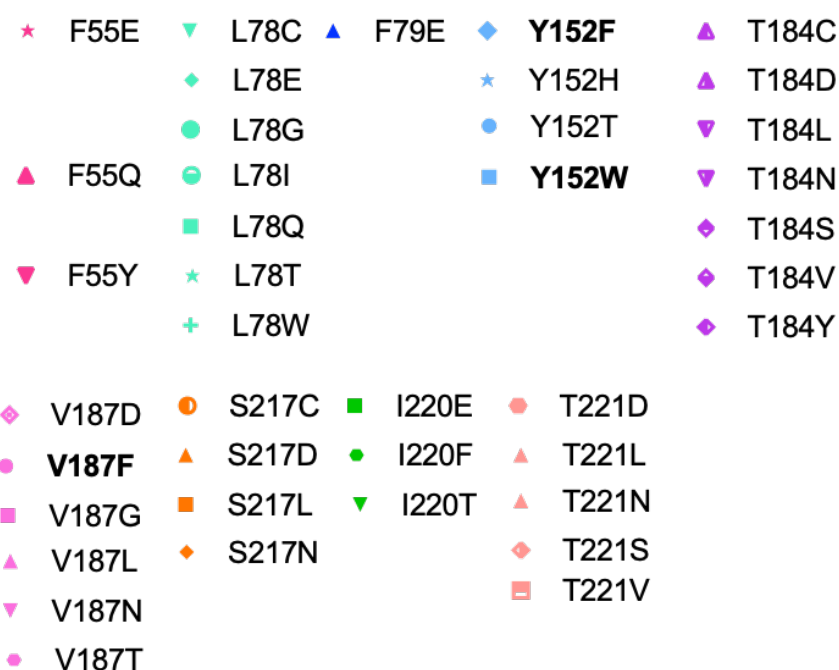 F55E L78C F79E Y152F T184C
L78E Y152H T184D
L78G Y152T T184L
F55Q L78I Y152W T184N
L78Q T184S
F55Y L78T T184V
L78W T184Y
V187D S217C I220E T221D
V187F S217D I220F T221L
V187G S217L I220T T221N
V187L S217N T221S
V187N T221V
V187T